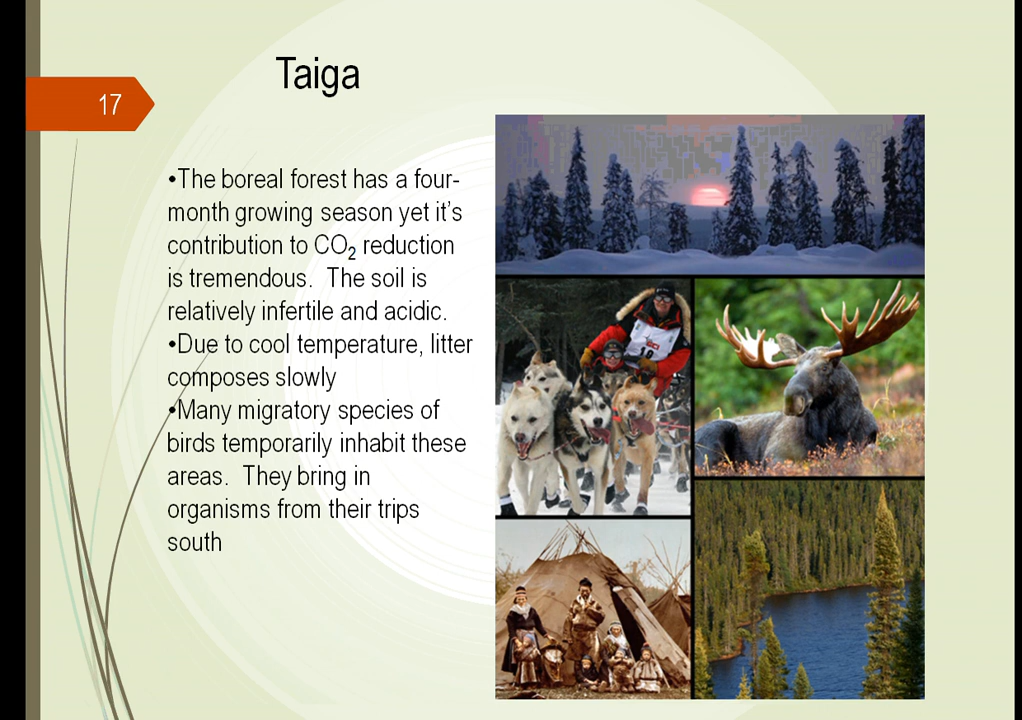 Taiga
17
•The boreal forest has a four-
month growing season yet it's
contribution to CO₂ reduction
is tremendous.  The soil is
relatively infertile and acidic.
•Due to cool temperature, litter
composes slowly
•Many migratory species of
birds temporarily inhabit these
areas.  They bring in
organisms from their trips
south